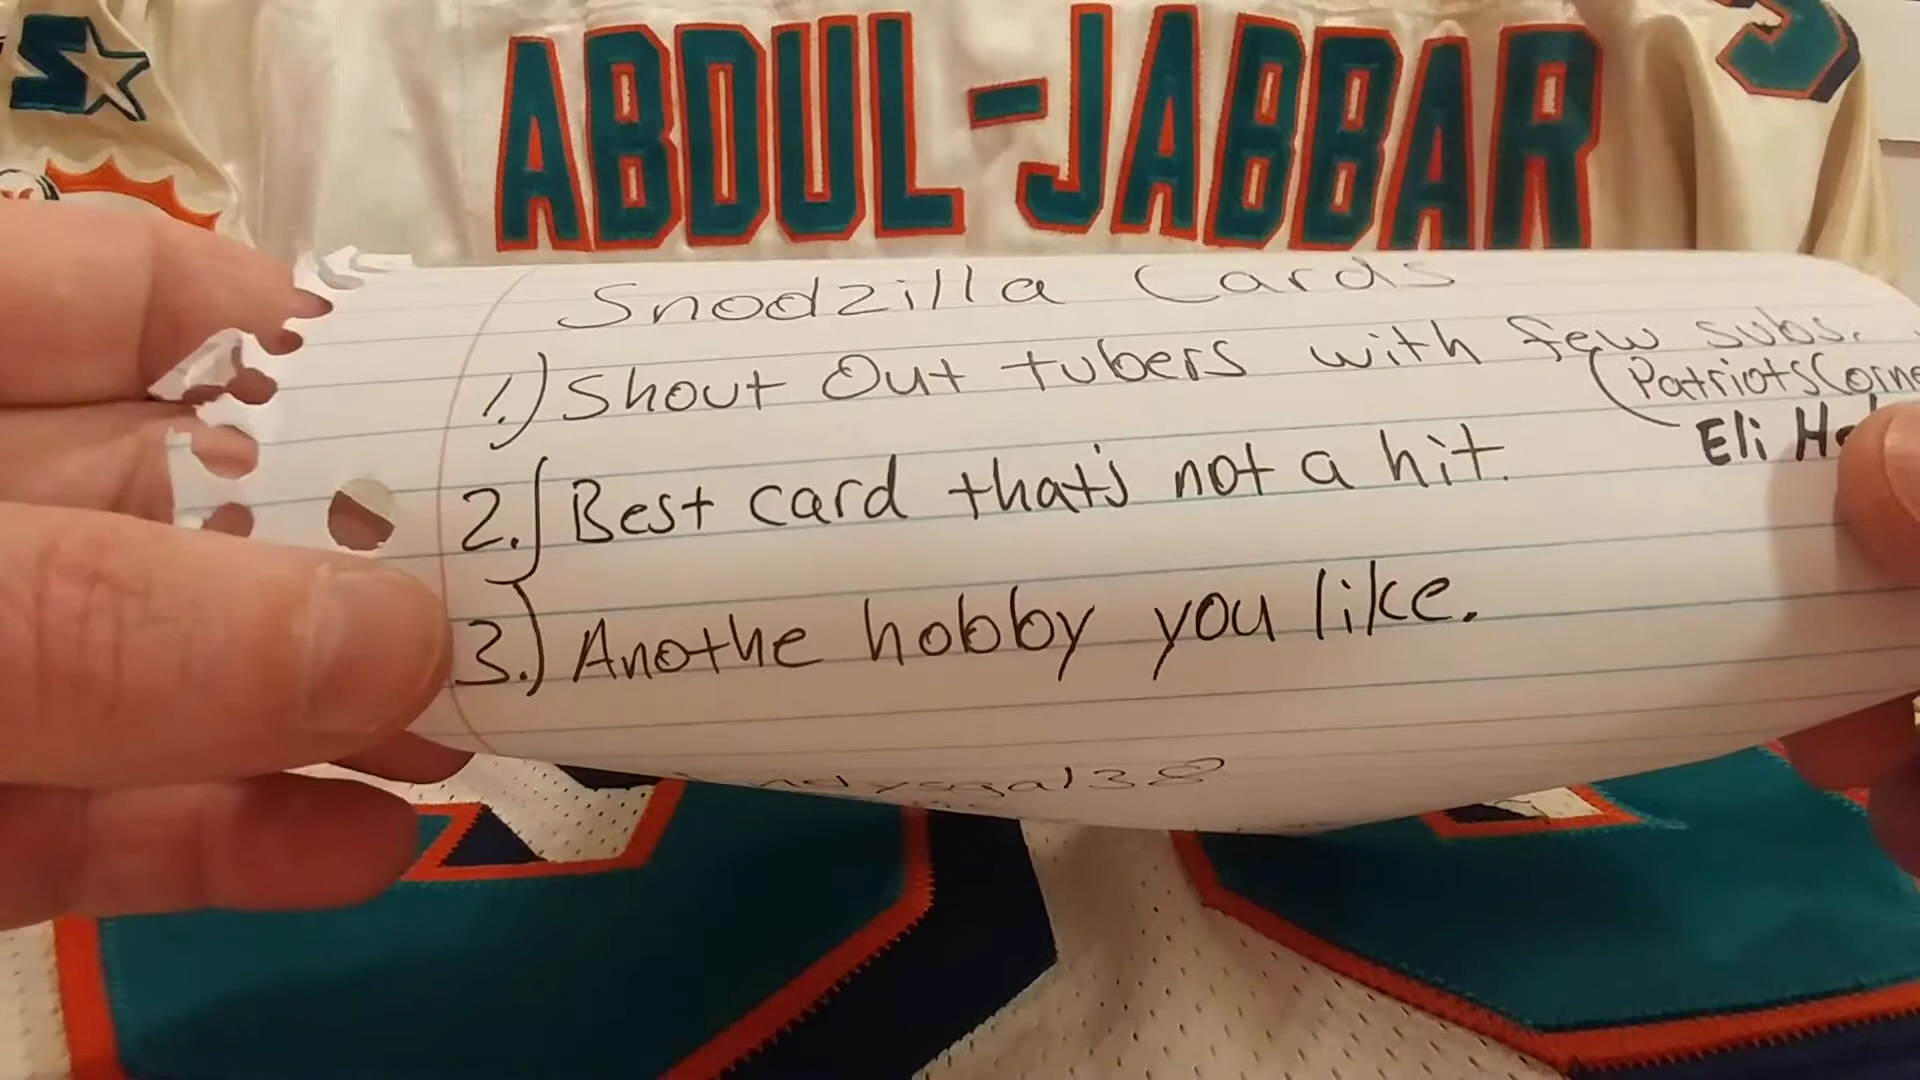 ABDUL-JABBAR
Snodzilla Cards
1.) Shout Out tubers with few subs.
(PatriotsCorne
Eli
2.) Best card that's not a hit.
3.) Anothe hobby you like.